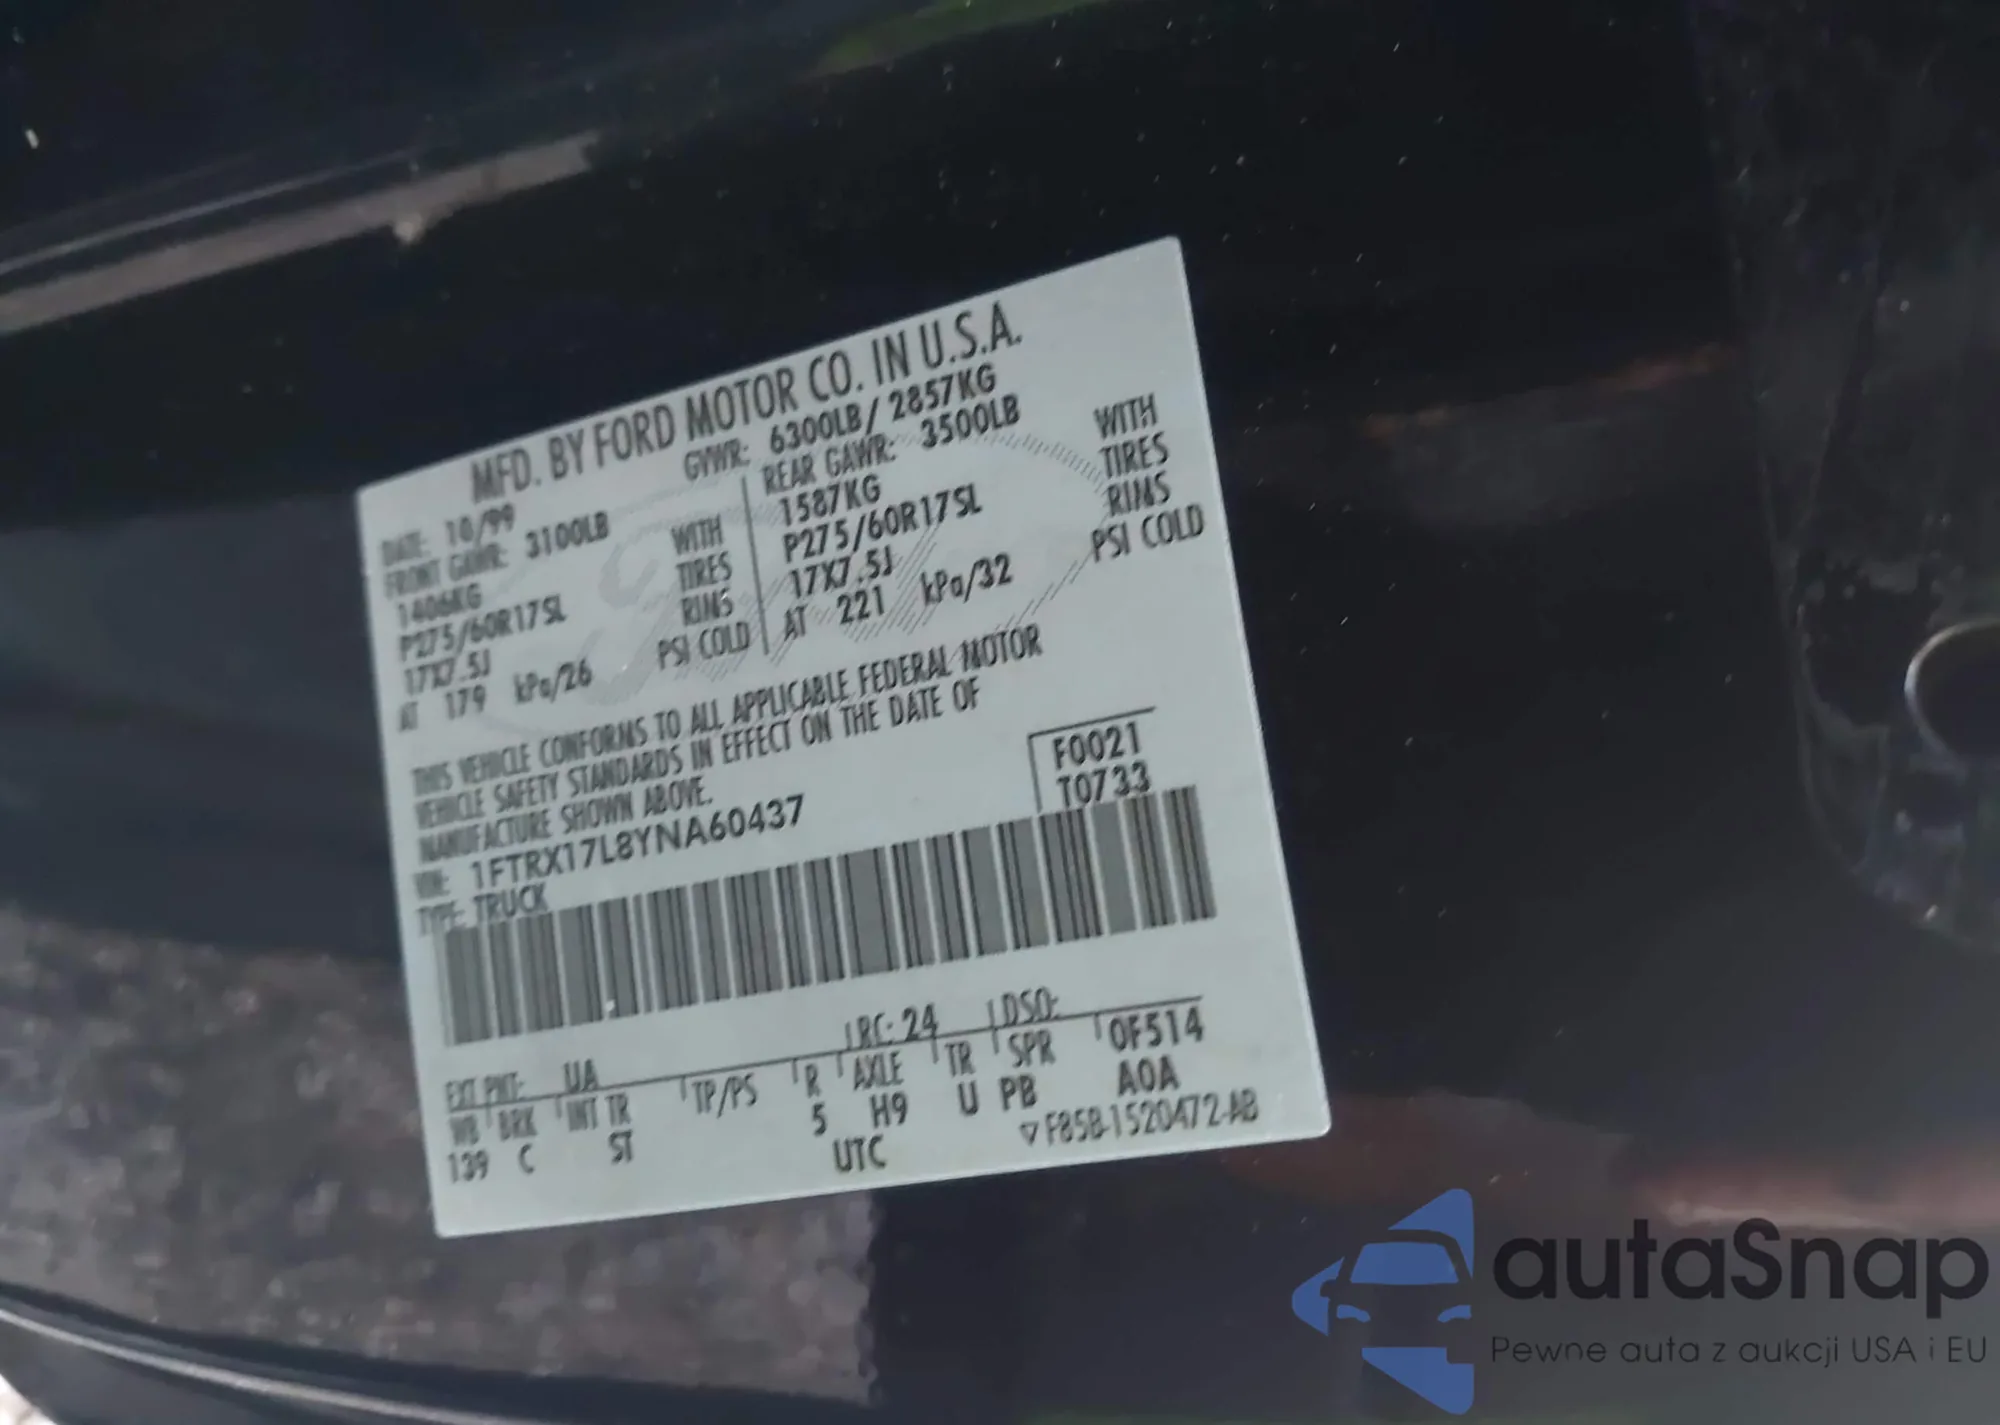 MFD. BY FORD MOTOR CO. IN U.S.A.
DATE: 10/99 GVWR: 6300LB/ 2857KG
FRONT GAWR: 3100LB REAR GAWR: 3500LB
1406KG WITH 1587KG WITH
P275/60R17SL TIRES P275/60R17SL TIRES
17X7.5J RIMS 17X7.5J RIMS
AT 179 kPa/26 PSI COLD AT 221 kPa/32 PSI COLD
THIS VEHICLE CONFORMS TO ALL APPLICABLE FEDERAL MOTOR
VEHICLE SAFETY STANDARDS IN EFFECT ON THE DATE OF
MANUFACTURE SHOWN ABOVE.
VIN: 1FTRX17L8YNA60437 F0021
TYPE: TRUCK T0733
EXT PNT: UA RC: 24 DSO:
WB BRK INT TR TP/PS R AXLE TR SPR 0F514
139 C ST 5 H9 U PB A0A
UTC ▽F85B-1520472-AB
autoSnap
Pewne auta z aukcji USA i EU